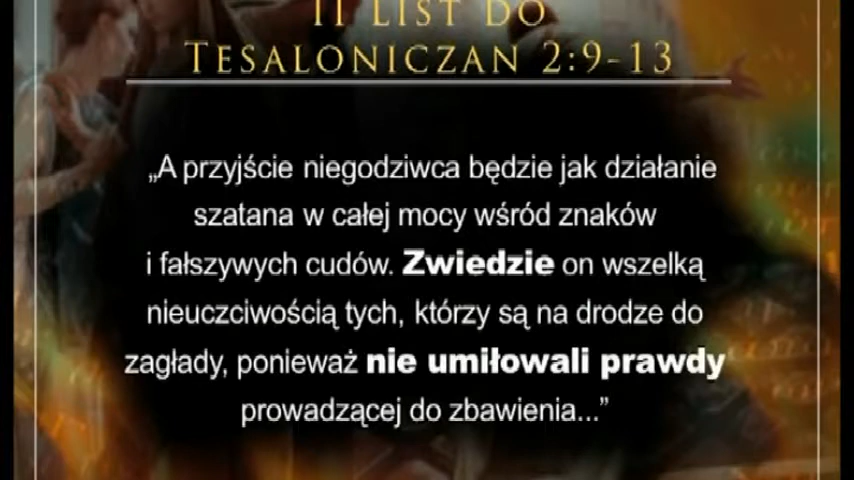 II LIST DO
TESALONICZAN 2:9-13
„A przyjście niegodziwca będzie jak działanie
szatana w całej mocy wśród znaków
i fałszywych cudów. Zwiedzie on wszelką
nieuczciwością tych, którzy są na drodze do
zagłady, ponieważ nie umiłowali prawdy
prowadzącej do zbawienia...”